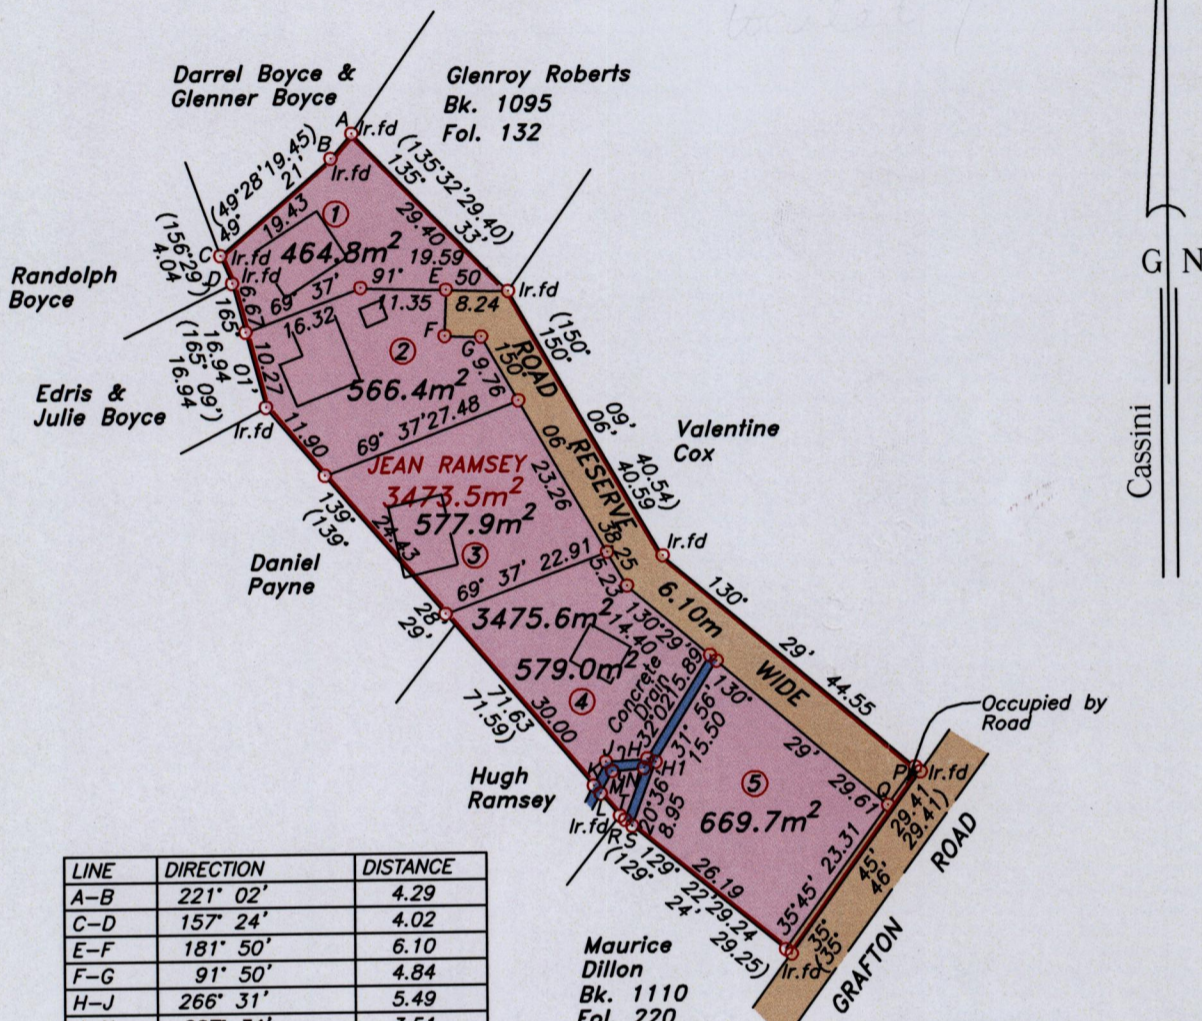 Darrel Boyce &
Glenner Boyce
Glenroy Roberts
Bk. 1095
Fol. 132
A
Ir.fd
B
Ir.fd
(49°28'19.45)
49° 21'
19.43
(135°32'29.40)
135° 33'
29.40
19.59
①
464.8m²
C
Ir.fd
D
Ir.fd
(156°29')
4.04
Randolph
Boyce
6.67
69° 37'
16.32
91° 50'
11.35
E
8.24
Ir.fd
F
G
9.76
150° 06'
②
566.4m²
165° 01'
16.94
(165° 09')
16.94
10.27
Edris &
Julie Boyce
Ir.fd
11.90
69° 37' 27.48
(150° 09' 40.54)
150° 06' 40.59
ROAD RESERVE
6.10m WIDE
Valentine
Cox
G N
Cassini
JEAN RAMSEY
3473.5m²
577.9m²
③
23.26
38.25
Ir.fd
139° 28'
(139° 29'
24.43
Daniel
Payne
69° 37' 22.91
5.23
3475.6m²
579.0m²
④
14.40
130°29'
Concrete
Drain
15.89
130° 29' 44.55
130° 29' 29.61
71.63
71.59)
30.00
31° 56'
15.50
Hugh
Ramsey
J
K
L
M
N
H
H1
20°36'
8.95
Ir.fd
R
S
T
⑤
669.7m²
Occupied by
Road
P
Ir.fd
Q
29.41
29.41)
35°45' 23.31
35° 45'
(35° 46'
26.19
129° 22' 29.24
(129° 24' 29.25)
Ir.fd
GRAFTON ROAD
Maurice
Dillon
Bk. 1110
Fol. 220
LINE DIRECTION DISTANCE
A-B 221° 02' 4.29
C-D 157° 24' 4.02
E-F 181° 50' 6.10
F-G 91° 50' 4.84
H-J 266° 31' 5.49